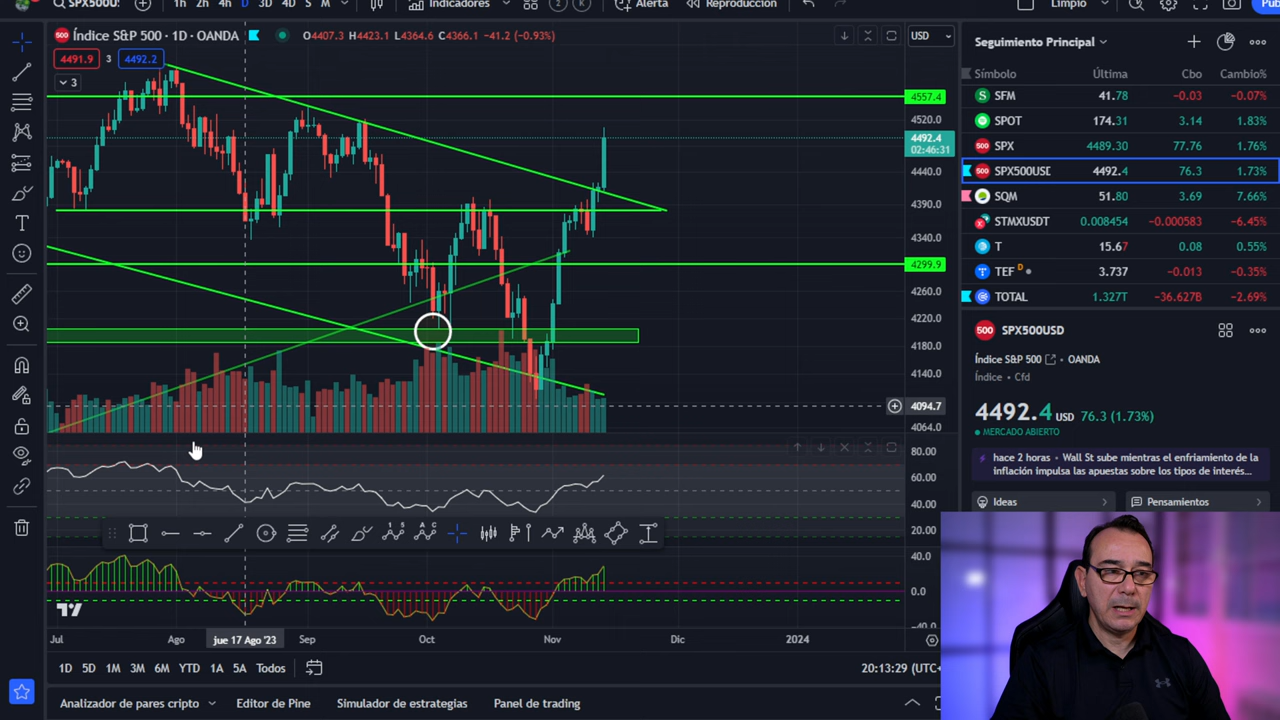 SPX500U:
1h 2h 4h D 3D 4D S M
Indicadores
Alerta
Reproducción
Limpio
Índice S&P 500 · 1D · OANDA
O4407.3 H4423.1 L4364.6 C4366.1 −41.2 (−0.93%)
USD
4491.9 3 4492.2
3
4557.4
4520.0
4492.4
02:46:31
4440.0
4390.0
4340.0
4299.9
4260.0
4220.0
4180.0
4140.0
4094.7
4064.0
80.00
60.00
40.00
20.00
40.0
0.0
−40.0
Jul Ago jue 17 Ago '23 Sep Oct Nov Dic 2024
1D 5D 1M 3M 6M YTD 1A 5A Todos
20:13:29 (UTC
Analizador de pares cripto Editor de Pine Simulador de estrategias Panel de trading
Seguimiento Principal
Símbolo Última Cbo Cambio%
SFM 41.78 −0.03 −0.07%
SPOT 174.31 3.14 1.83%
SPX 4489.30 77.76 1.76%
SPX500USD 4492.4 76.3 1.73%
SQM 51.80 3.69 7.66%
STMXUSDT 0.008454 −0.000583 −6.45%
T 15.67 0.08 0.55%
TEF D 3.737 −0.013 −0.35%
TOTAL 1.327T −36.627B −2.69%
500 SPX500USD
Índice S&P 500 · OANDA
Índice · Cfd
4492.4 USD 76.3 (1.73%)
MERCADO ABIERTO
hace 2 horas · Wall St sube mientras el enfriamiento de la
inflación impulsa las apuestas sobre los tipos de interés...
Ideas Pensamientos